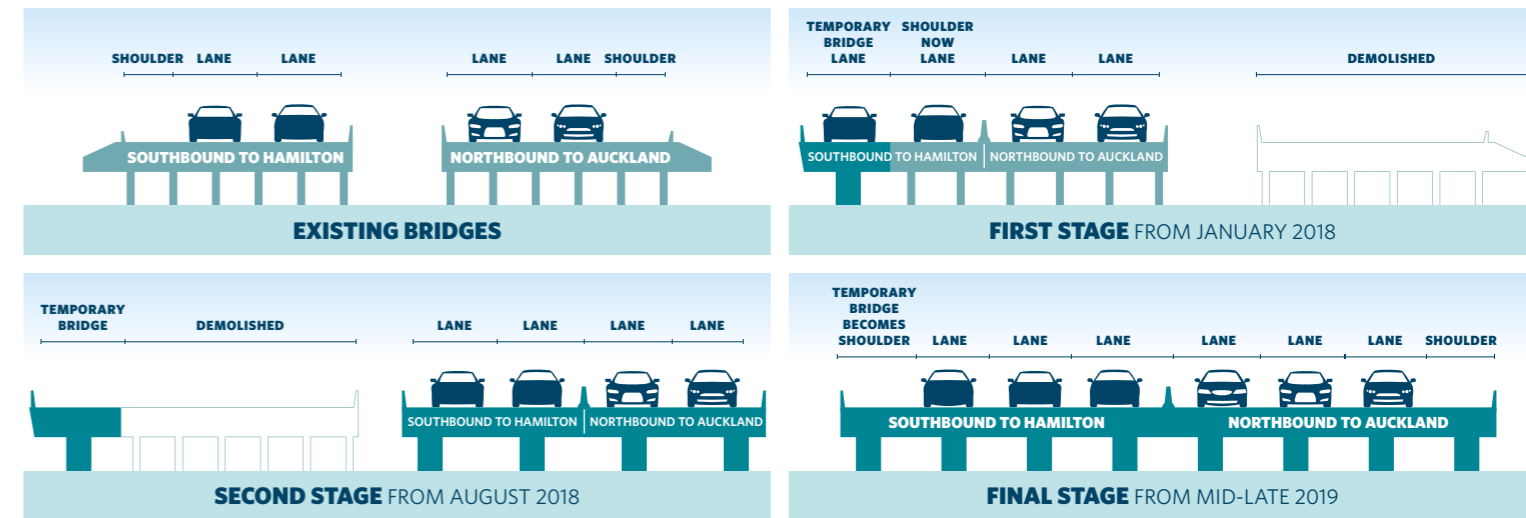 SHOULDER LANE LANE LANE LANE SHOULDER
SOUTHBOUND TO HAMILTON NORTHBOUND TO AUCKLAND
EXISTING BRIDGES
TEMPORARY
BRIDGE
LANE
SHOULDER
NOW
LANE
LANE LANE DEMOLISHED
SOUTHBOUND TO HAMILTON NORTHBOUND TO AUCKLAND
FIRST STAGE FROM JANUARY 2018
TEMPORARY
BRIDGE
DEMOLISHED LANE LANE LANE LANE
SOUTHBOUND TO HAMILTON NORTHBOUND TO AUCKLAND
SECOND STAGE FROM AUGUST 2018
TEMPORARY
BRIDGE
BECOMES
SHOULDER
LANE LANE LANE LANE LANE LANE SHOULDER
SOUTHBOUND TO HAMILTON NORTHBOUND TO AUCKLAND
FINAL STAGE FROM MID-LATE 2019